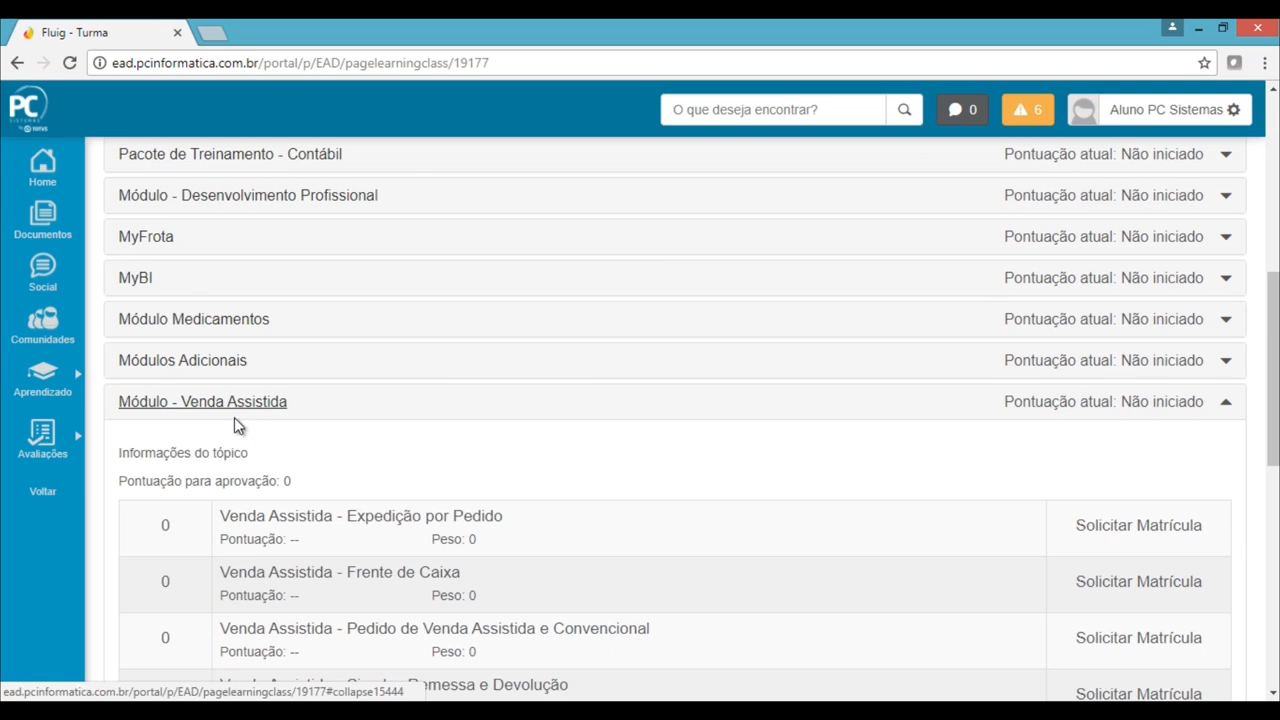 Fluig - Turma
ead.pcinformatica.com.br/portal/p/EAD/pagelearningclass/19177
PC
SISTEMAS
by TOTVS
O que deseja encontrar?
0
6
Aluno PC Sistemas
Home
Documentos
Social
Comunidades
Aprendizado
Avaliações
Voltar
Pacote de Treinamento - Contábil Pontuação atual: Não iniciado
Módulo - Desenvolvimento Profissional Pontuação atual: Não iniciado
MyFrota Pontuação atual: Não iniciado
MyBI Pontuação atual: Não iniciado
Módulo Medicamentos Pontuação atual: Não iniciado
Módulos Adicionais Pontuação atual: Não iniciado
Módulo - Venda Assistida Pontuação atual: Não iniciado
Informações do tópico
Pontuação para aprovação: 0
0 Venda Assistida - Expedição por Pedido Solicitar Matrícula
Pontuação: -- Peso: 0
0 Venda Assistida - Frente de Caixa Solicitar Matrícula
Pontuação: -- Peso: 0
0 Venda Assistida - Pedido de Venda Assistida e Convencional Solicitar Matrícula
Pontuação: -- Peso: 0
Remessa e Devolução Solicitar Matrícula
ead.pcinformatica.com.br/portal/p/EAD/pagelearningclass/19177#collapse15444